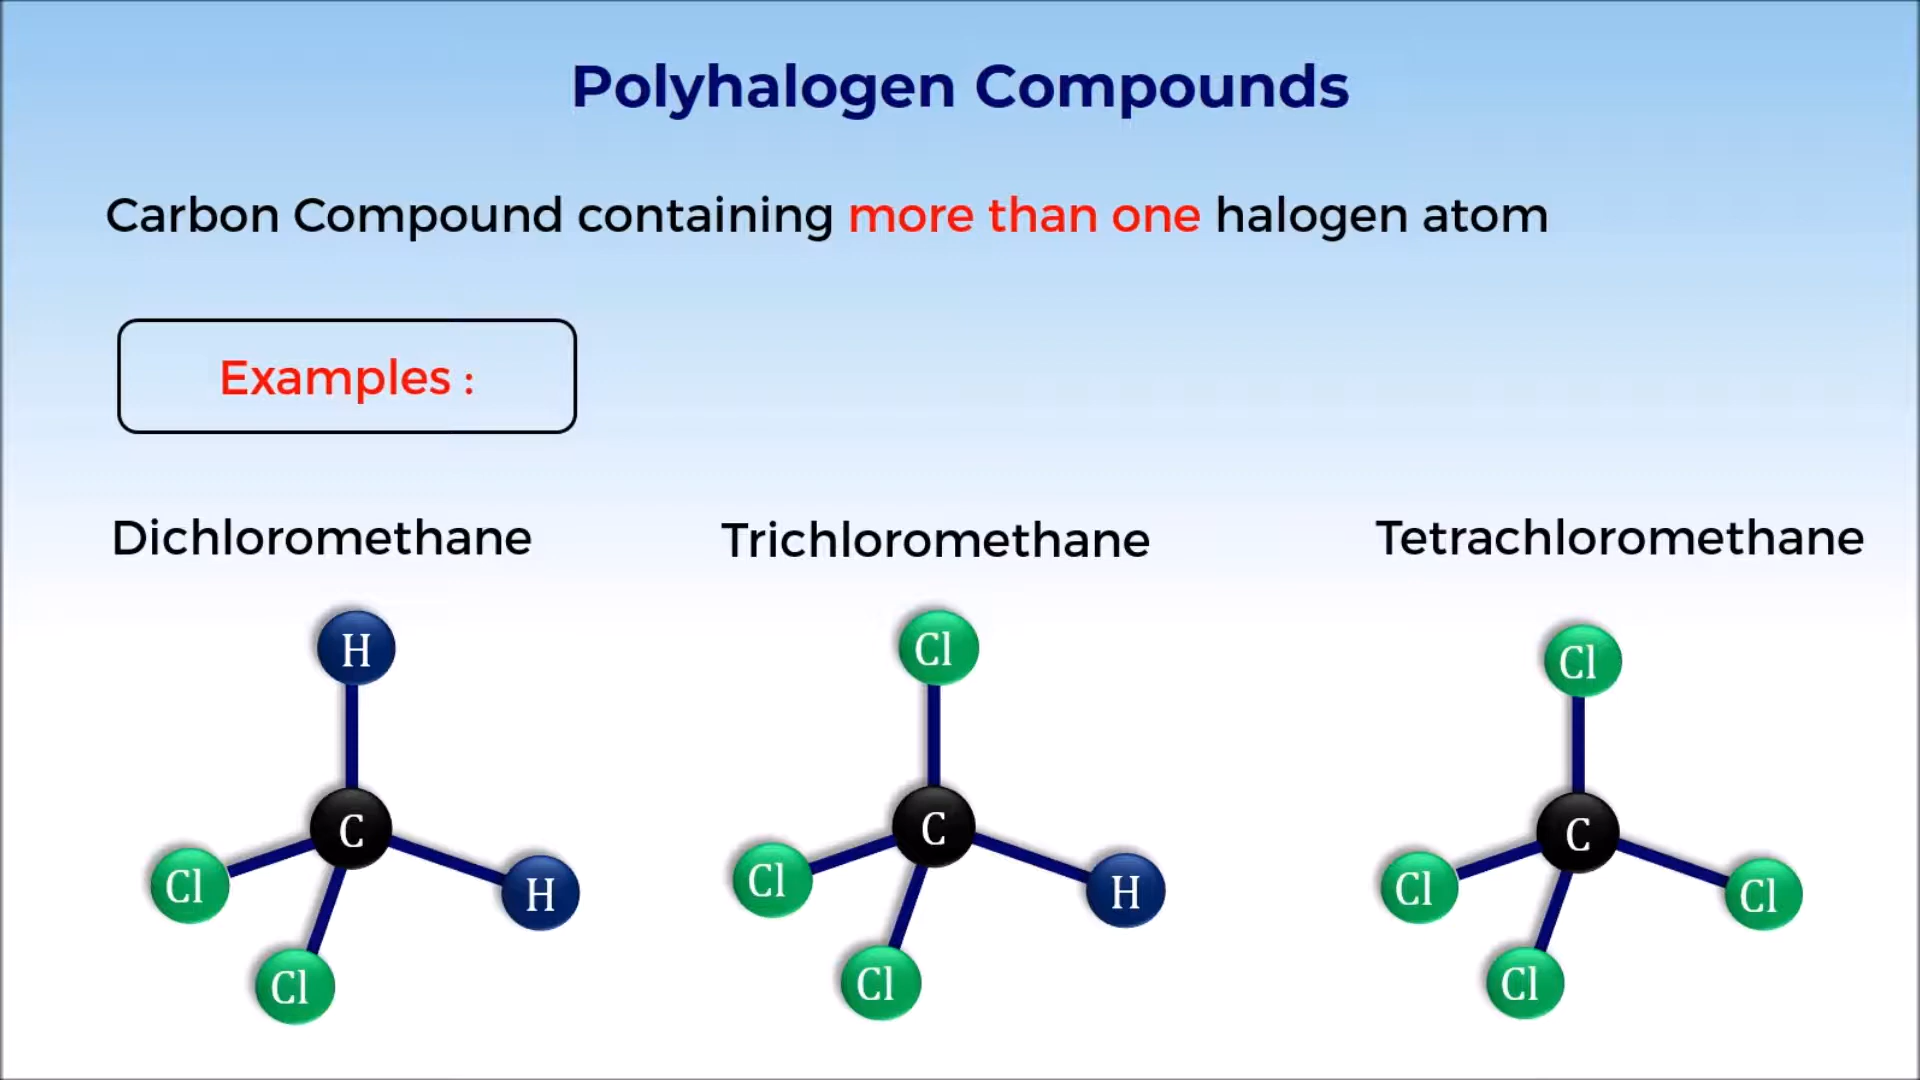 Polyhalogen Compounds
Carbon Compound containing more than one halogen atom
Examples :
Dichloromethane
H
C
Cl
H
Cl
Trichloromethane
Cl
C
Cl
H
Cl
Tetrachloromethane
Cl
C
Cl
Cl
Cl